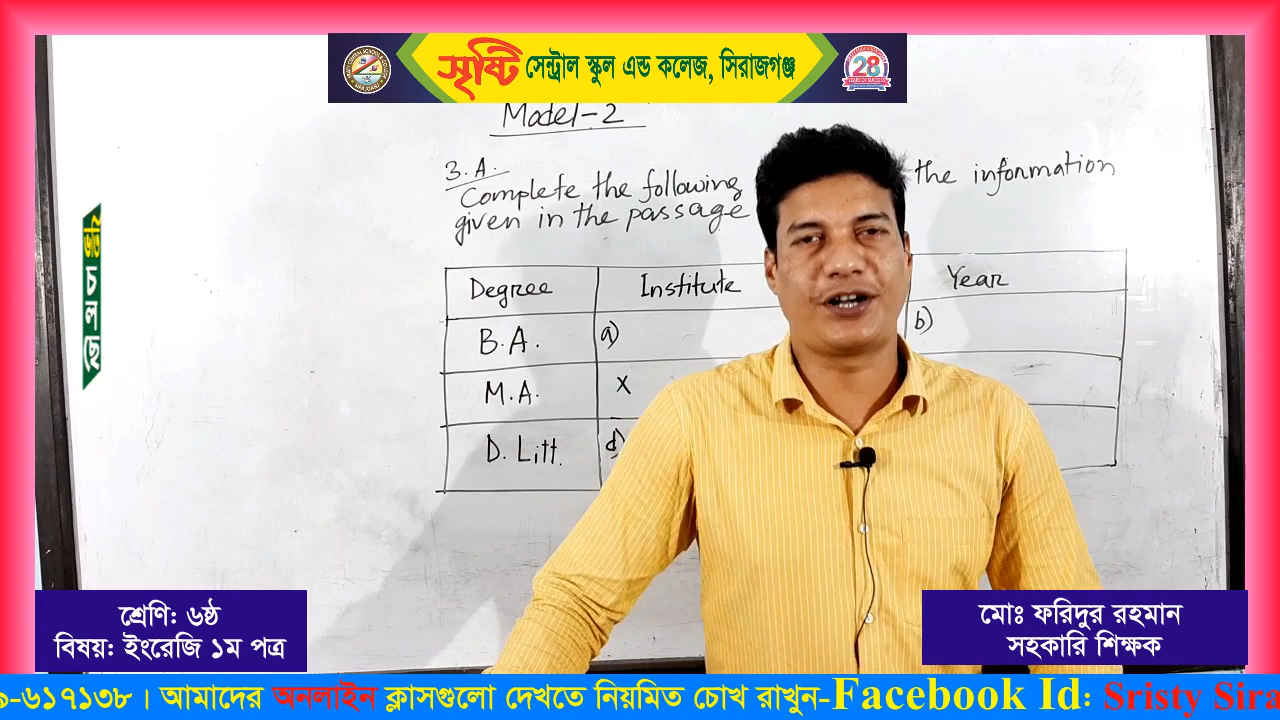 সৃষ্টি সেন্ট্রাল স্কুল এন্ড কলেজ, সিরাজগঞ্জ
28
Model-2
3. A.
Complete the following the information
given in the passage
Degree Institute Year
B.A. a) b)
M.A. x
D. Litt. d)
ভর্তি চলছে
শ্রেণি: ৬ষ্ঠ
বিষয়: ইংরেজি ১ম পত্র
মোঃ ফরিদুর রহমান
সহকারি শিক্ষক
৯-৬১৭১৩৮ । আমাদের অনলাইন ক্লাসগুলো দেখতে নিয়মিত চোখ রাখুন-Facebook Id: Sristy Sira